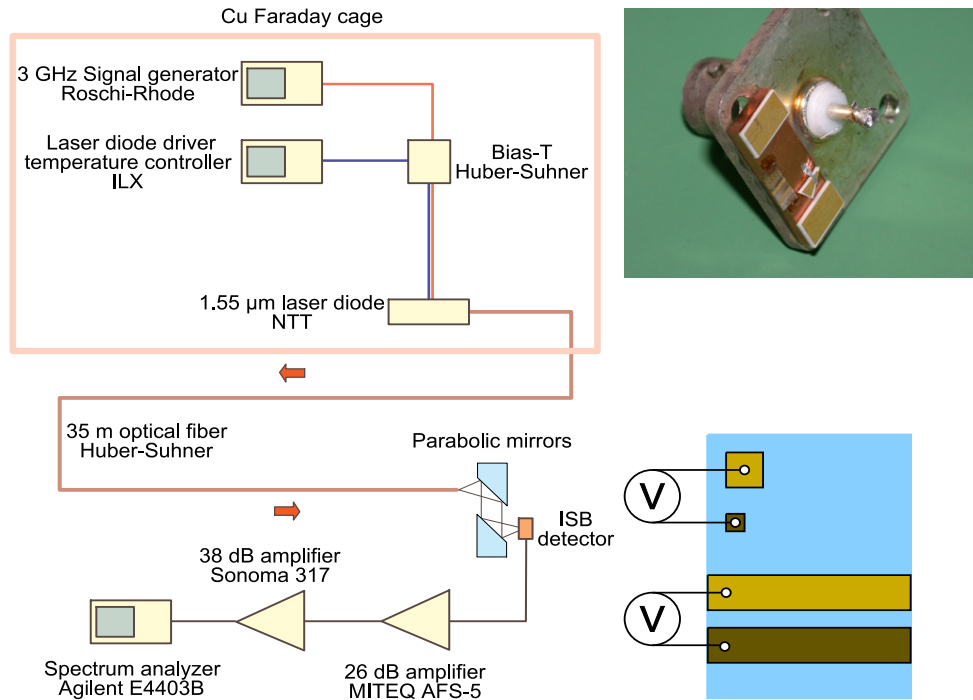 Cu Faraday cage
3 GHz Signal generator
Roschi-Rhode
Laser diode driver
temperature controller
ILX
Bias-T
Huber-Suhner
1.55 µm laser diode
NTT
35 m optical fiber
Huber-Suhner
Parabolic mirrors
ISB
detector
38 dB amplifier
Sonoma 317
Spectrum analyzer
Agilent E4403B
26 dB amplifier
MITEQ AFS-5
V
V